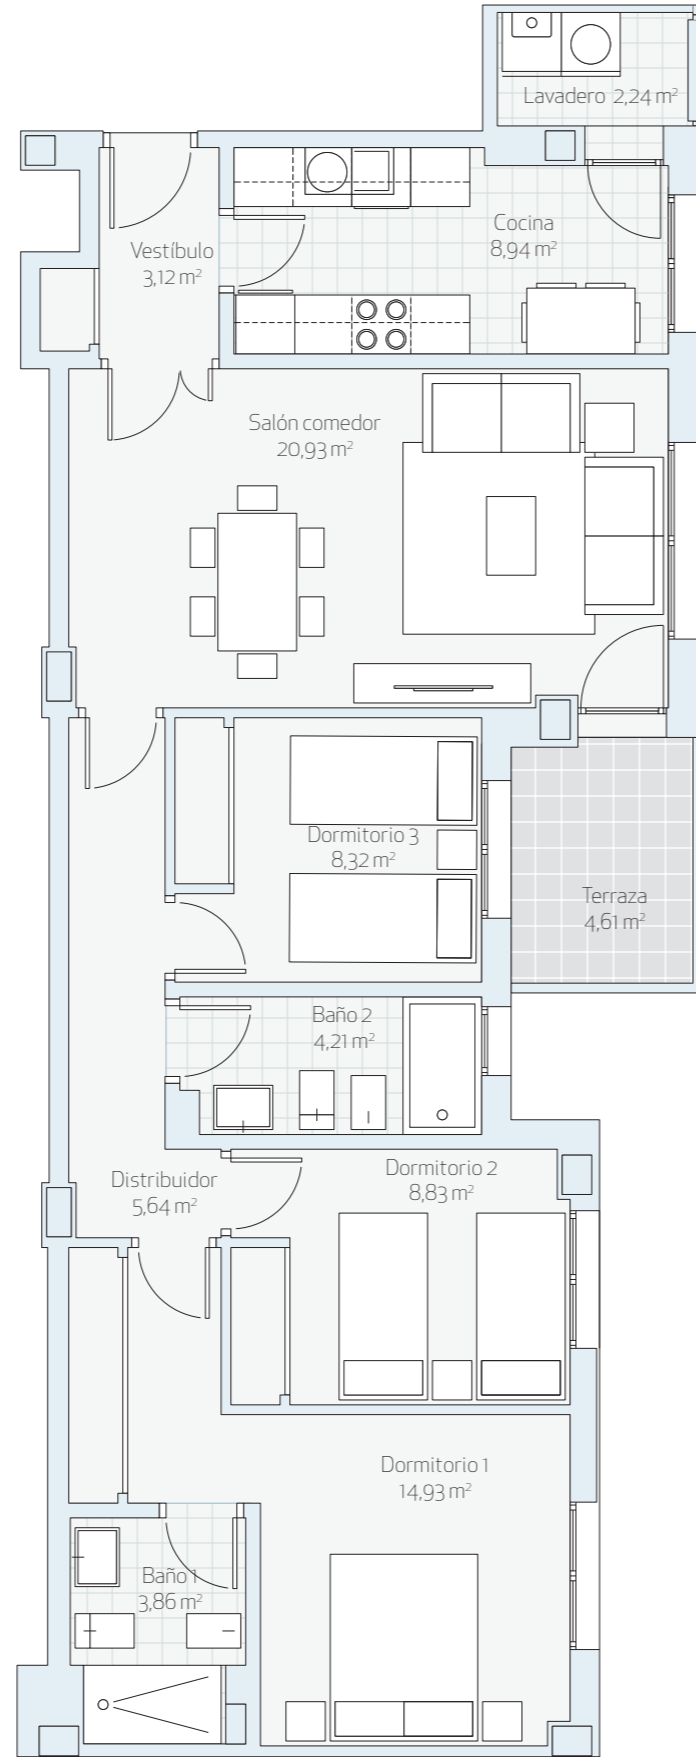 Lavadero 2,24 m²
Cocina
8,94 m²
Vestíbulo
3,12 m²
Salón comedor
20,93 m²
Dormitorio 3
8,32 m²
Terraza
4,61 m²
Baño 2
4,21 m²
Dormitorio 2
8,83 m²
Distribuidor
5,64 m²
Dormitorio 1
14,93 m²
Baño 1
3,86 m²